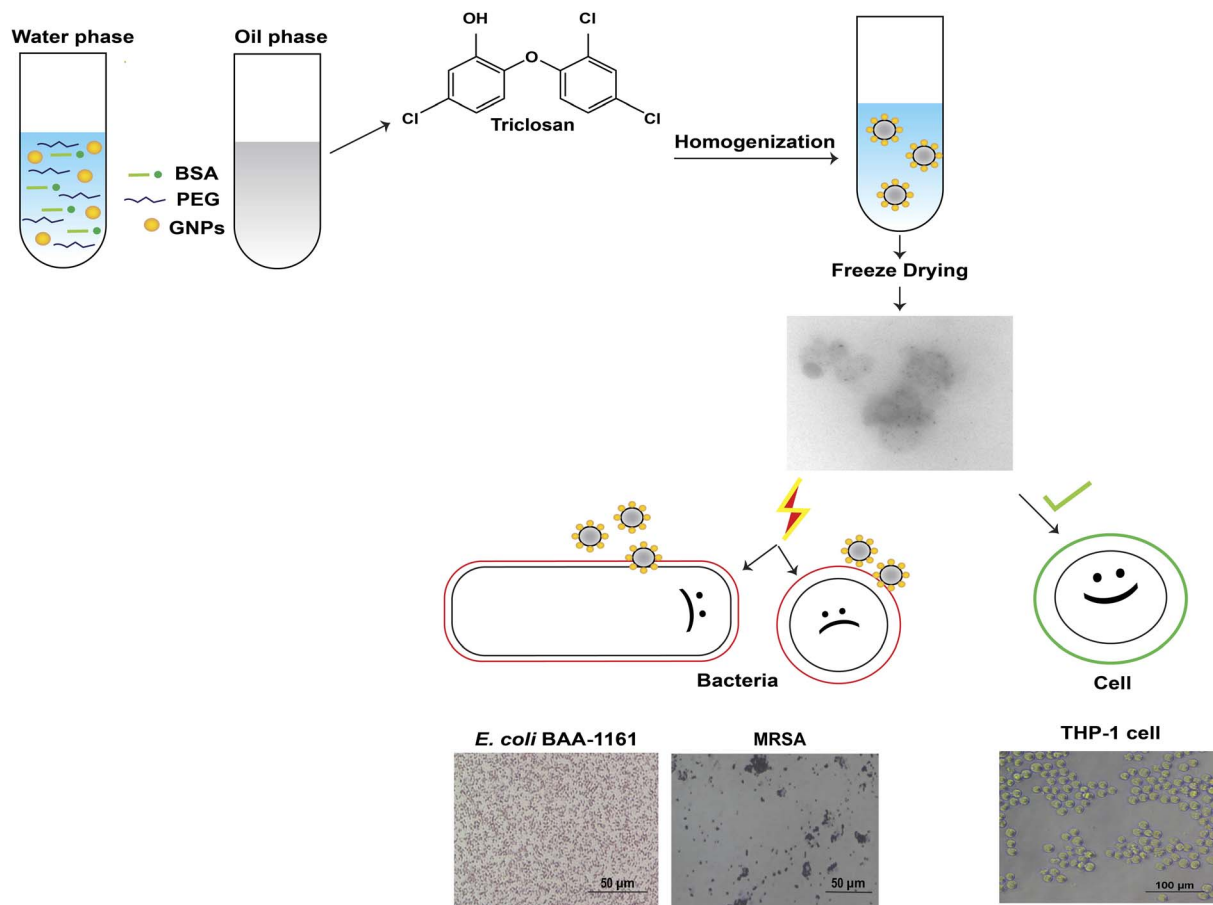 Water phase
Oil phase
BSA
PEG
GNPs
OH
Cl
O
Cl
Cl
Triclosan
Homogenization
Freeze Drying
Bacteria
Cell
E. coli BAA-1161
MRSA
THP-1 cell
50 µm
50 µm
100 µm